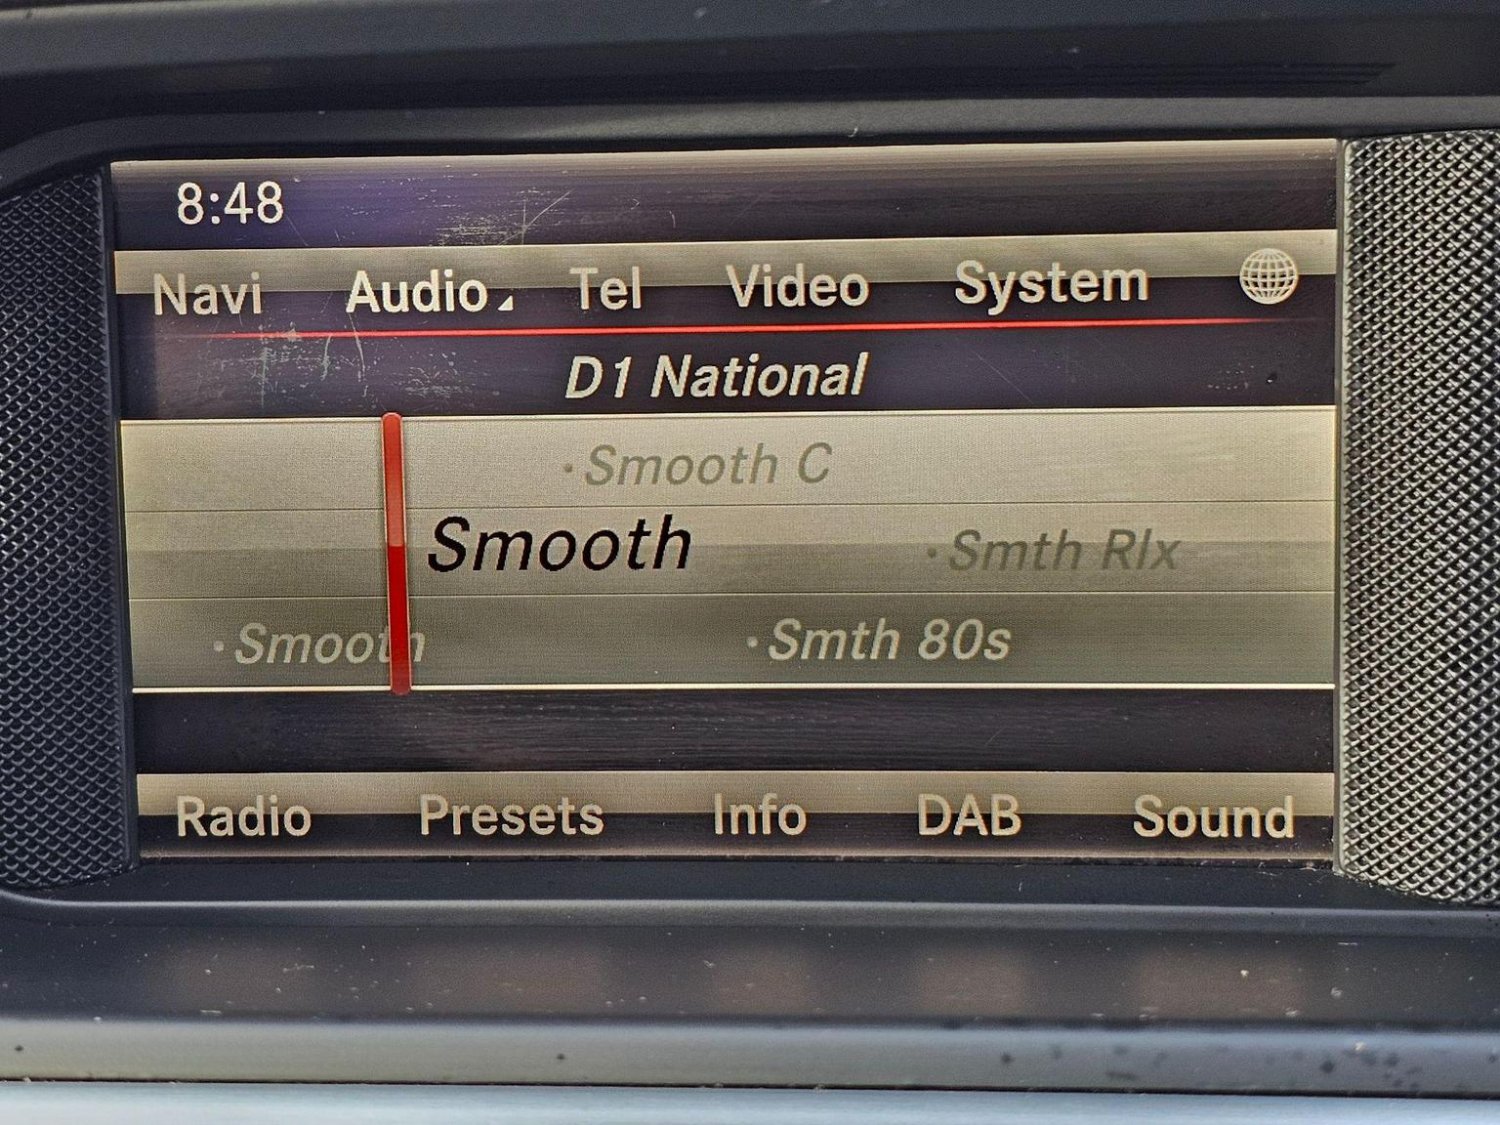 8:48
Navi Audio Tel Video System
D1 National
·Smooth C
Smooth ·Smth Rlx
·Smooth ·Smth 80s
Radio Presets Info DAB Sound